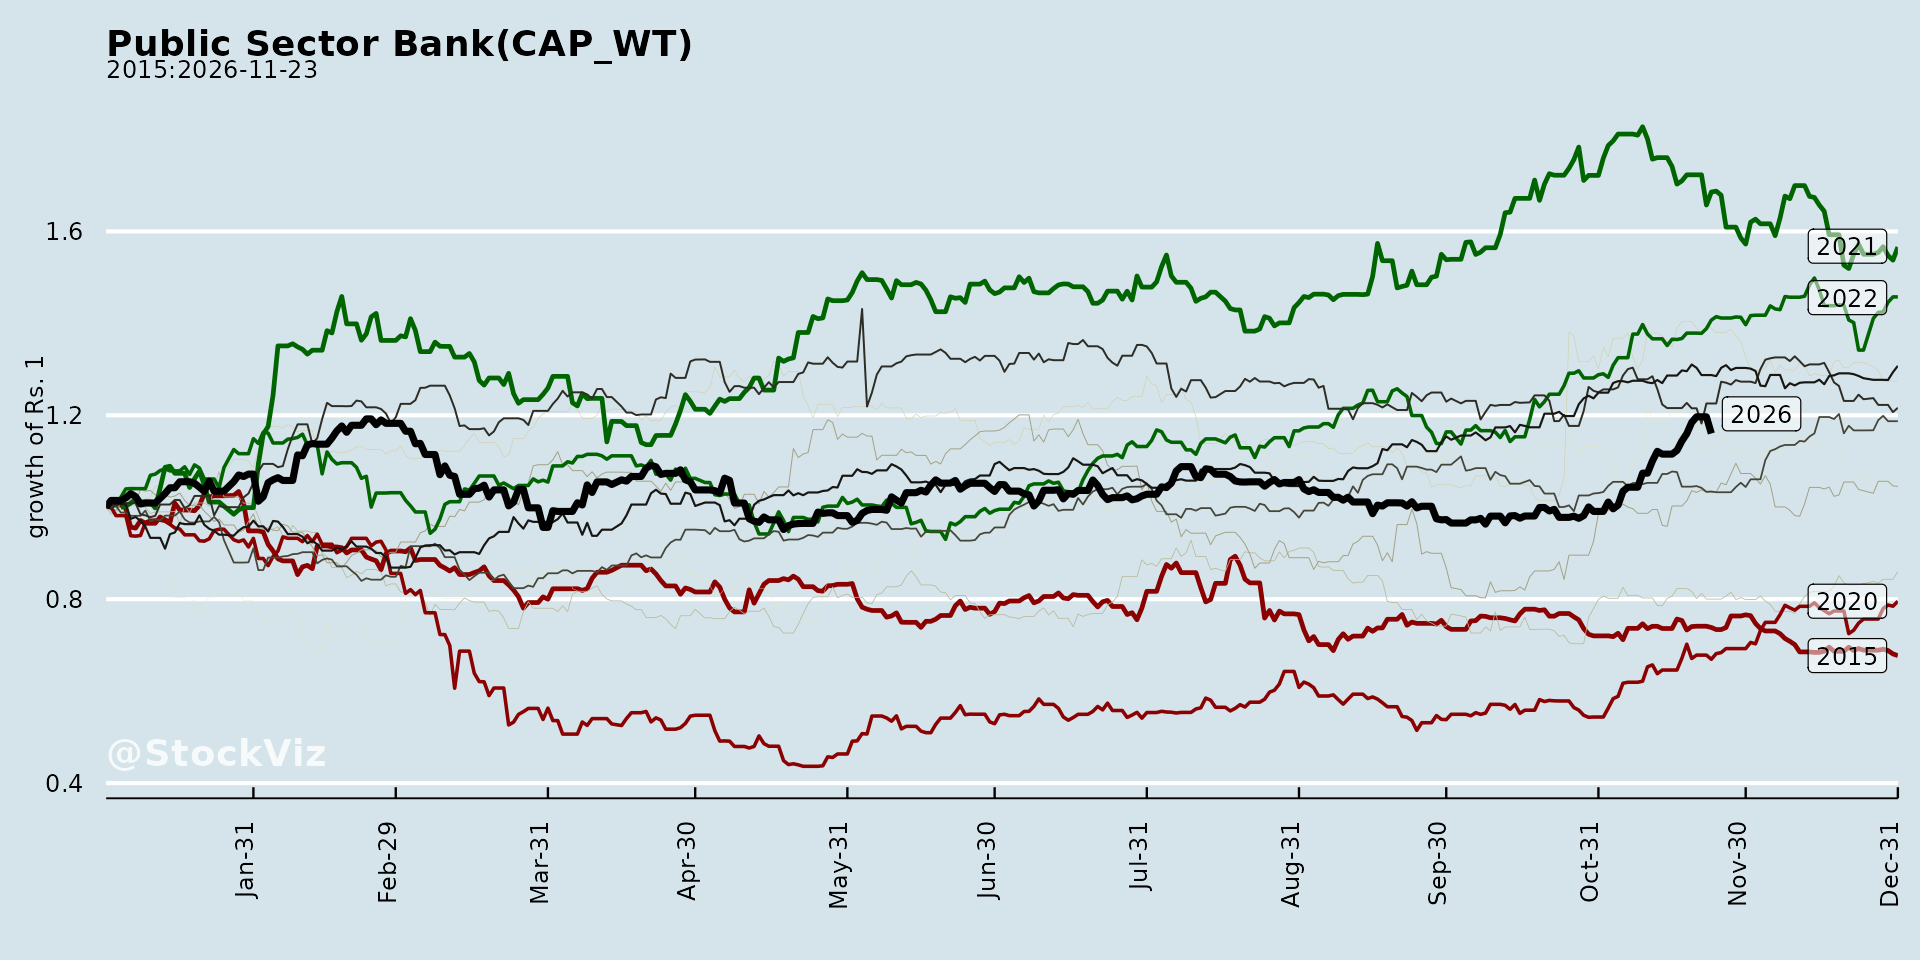 Public Sector Bank(CAP_WT)
2015:2026-11-23
growth of Rs. 1
1.6
1.2
0.8
0.4
2021
2022
2026
2020
2015
@StockViz
Jan-31
Feb-29
Mar-31
Apr-30
May-31
Jun-30
Jul-31
Aug-31
Sep-30
Oct-31
Nov-30
Dec-31